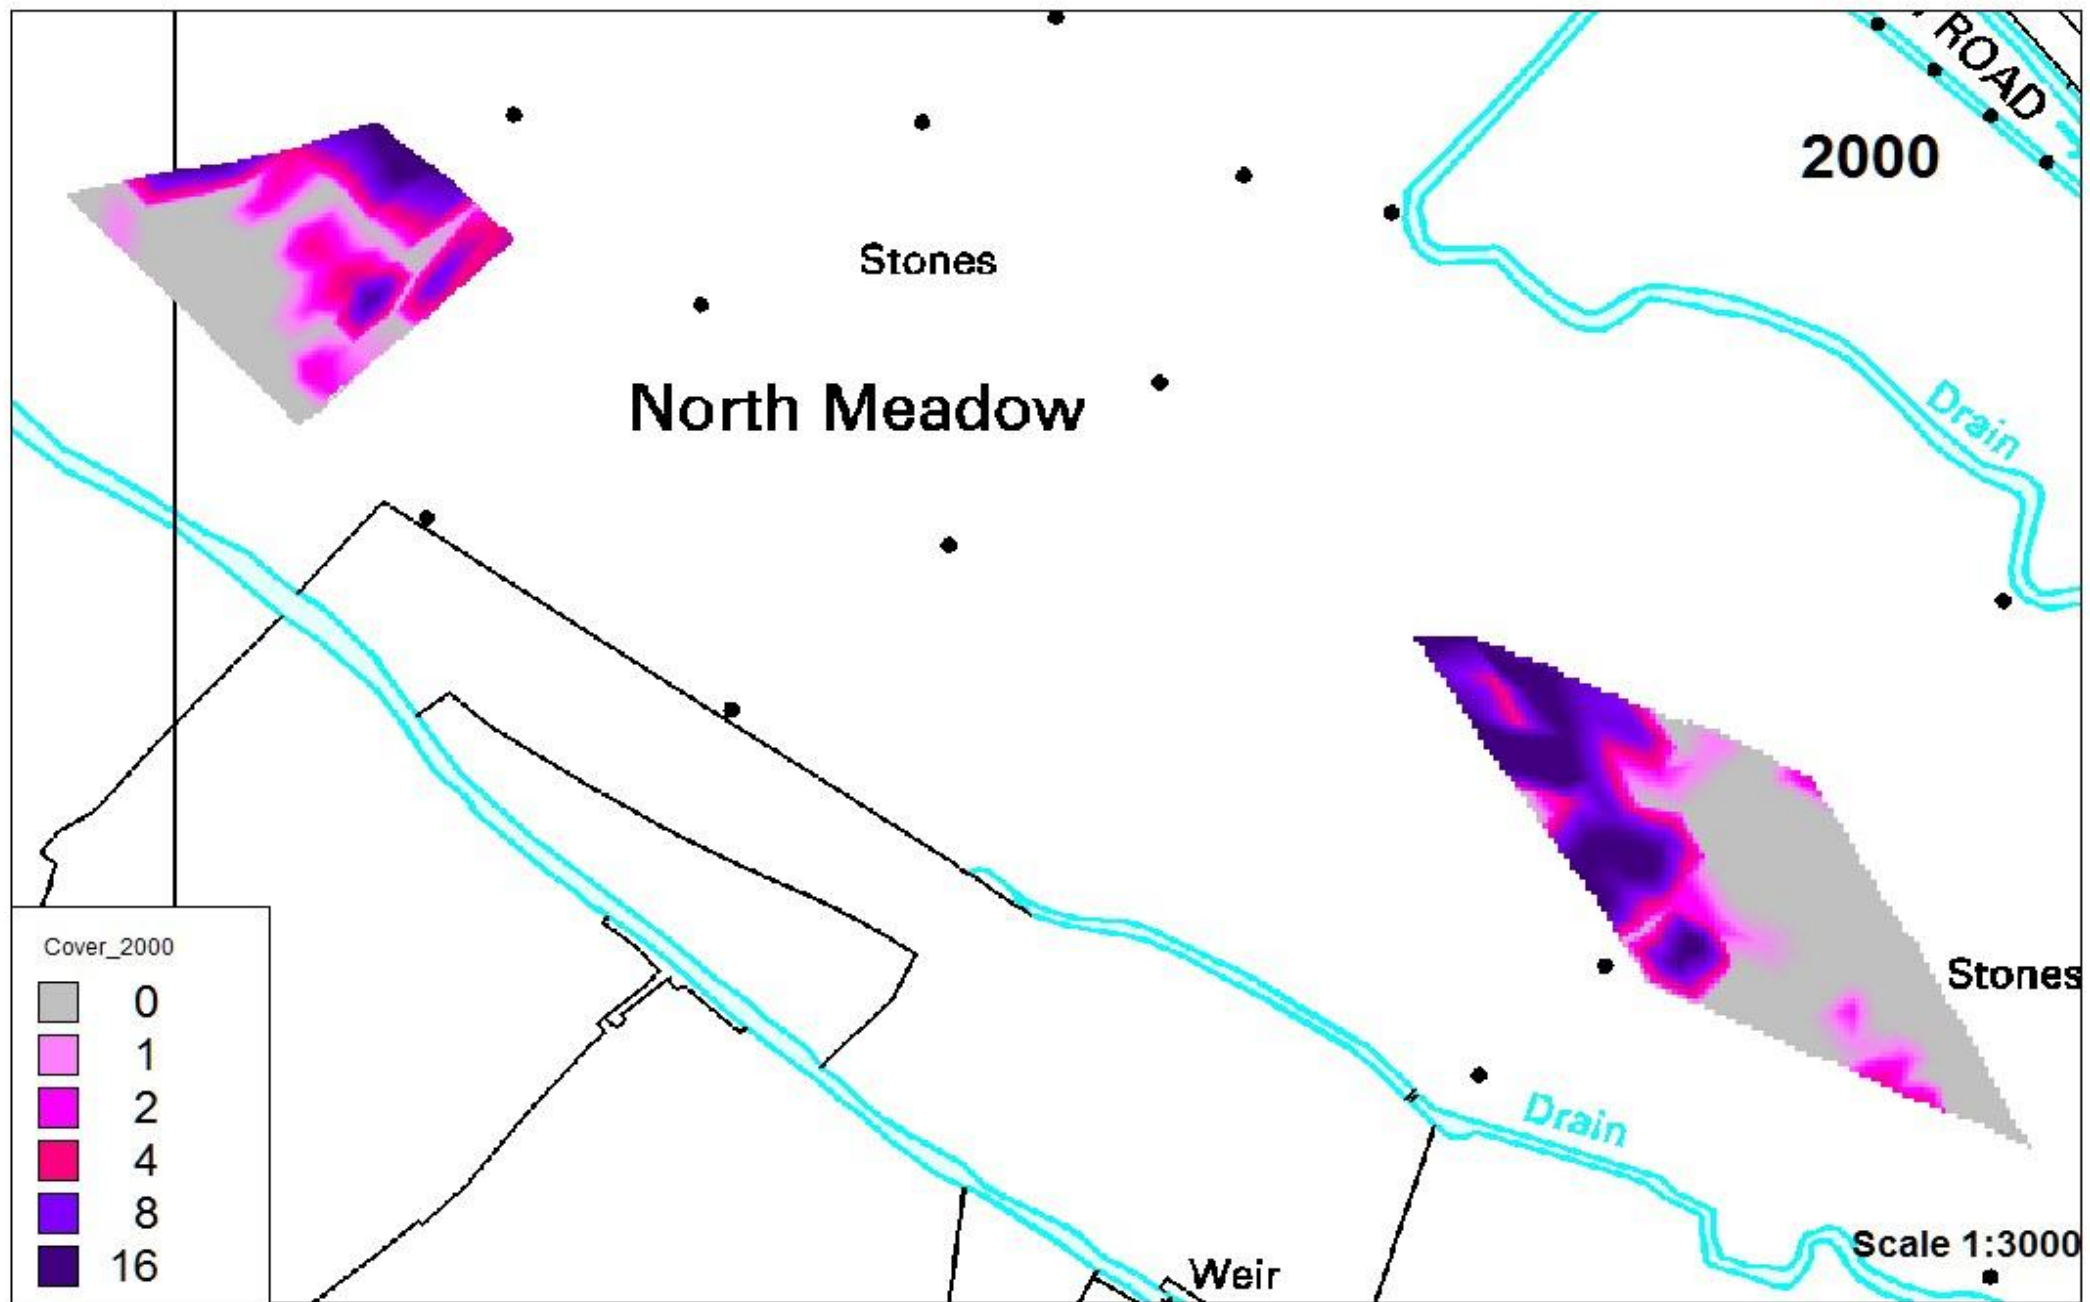 ROAD
2000
Stones
North Meadow
Drain
Stones
Cover_2000
0
1
2
4
8
16
Drain
Scale 1:3000
Weir